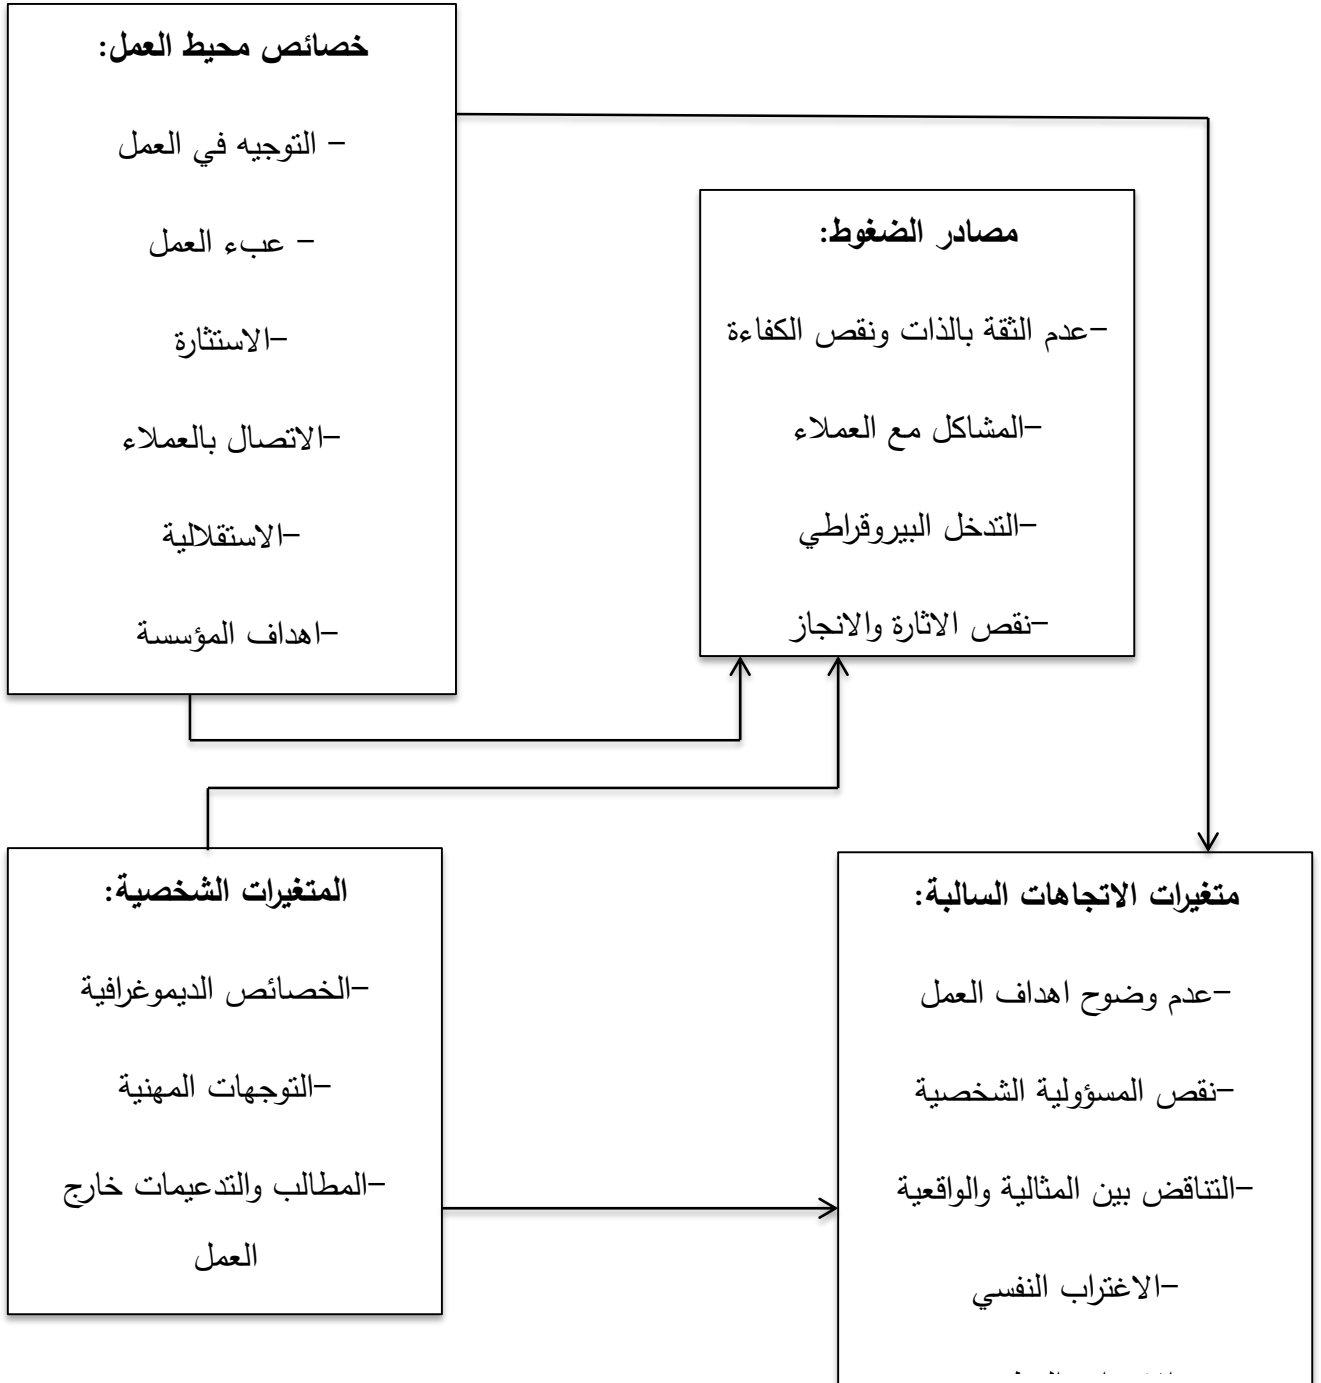 خصائص محيط العمل:
- التوجيه في العمل
- عبء العمل
-الاستثارة
-الاتصال بالعملاء
-الاستقلالية
-اهداف المؤسسة
مصادر الضغوط:
-عدم الثقة بالذات ونقص الكفاءة
-المشاكل مع العملاء
-التدخل البيروقراطي
-نقص الاثارة والانجاز
المتغيرات الشخصية:
-الخصائص الديموغرافية
-التوجهات المهنية
-المطالب والتدعيمات خارج
العمل
متغيرات الاتجاهات السالبة:
-عدم وضوح اهداف العمل
-نقص المسؤولية الشخصية
-التناقض بين المثالية والواقعية
-الاغتراب النفسي